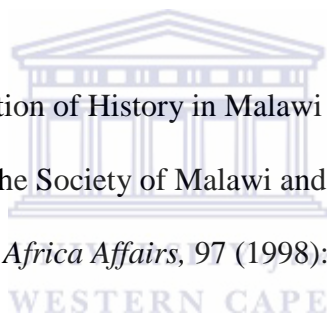 tion of History in Malawi
he Society of Malawi and
Africa Affairs, 97 (1998):
WESTERN CAPE